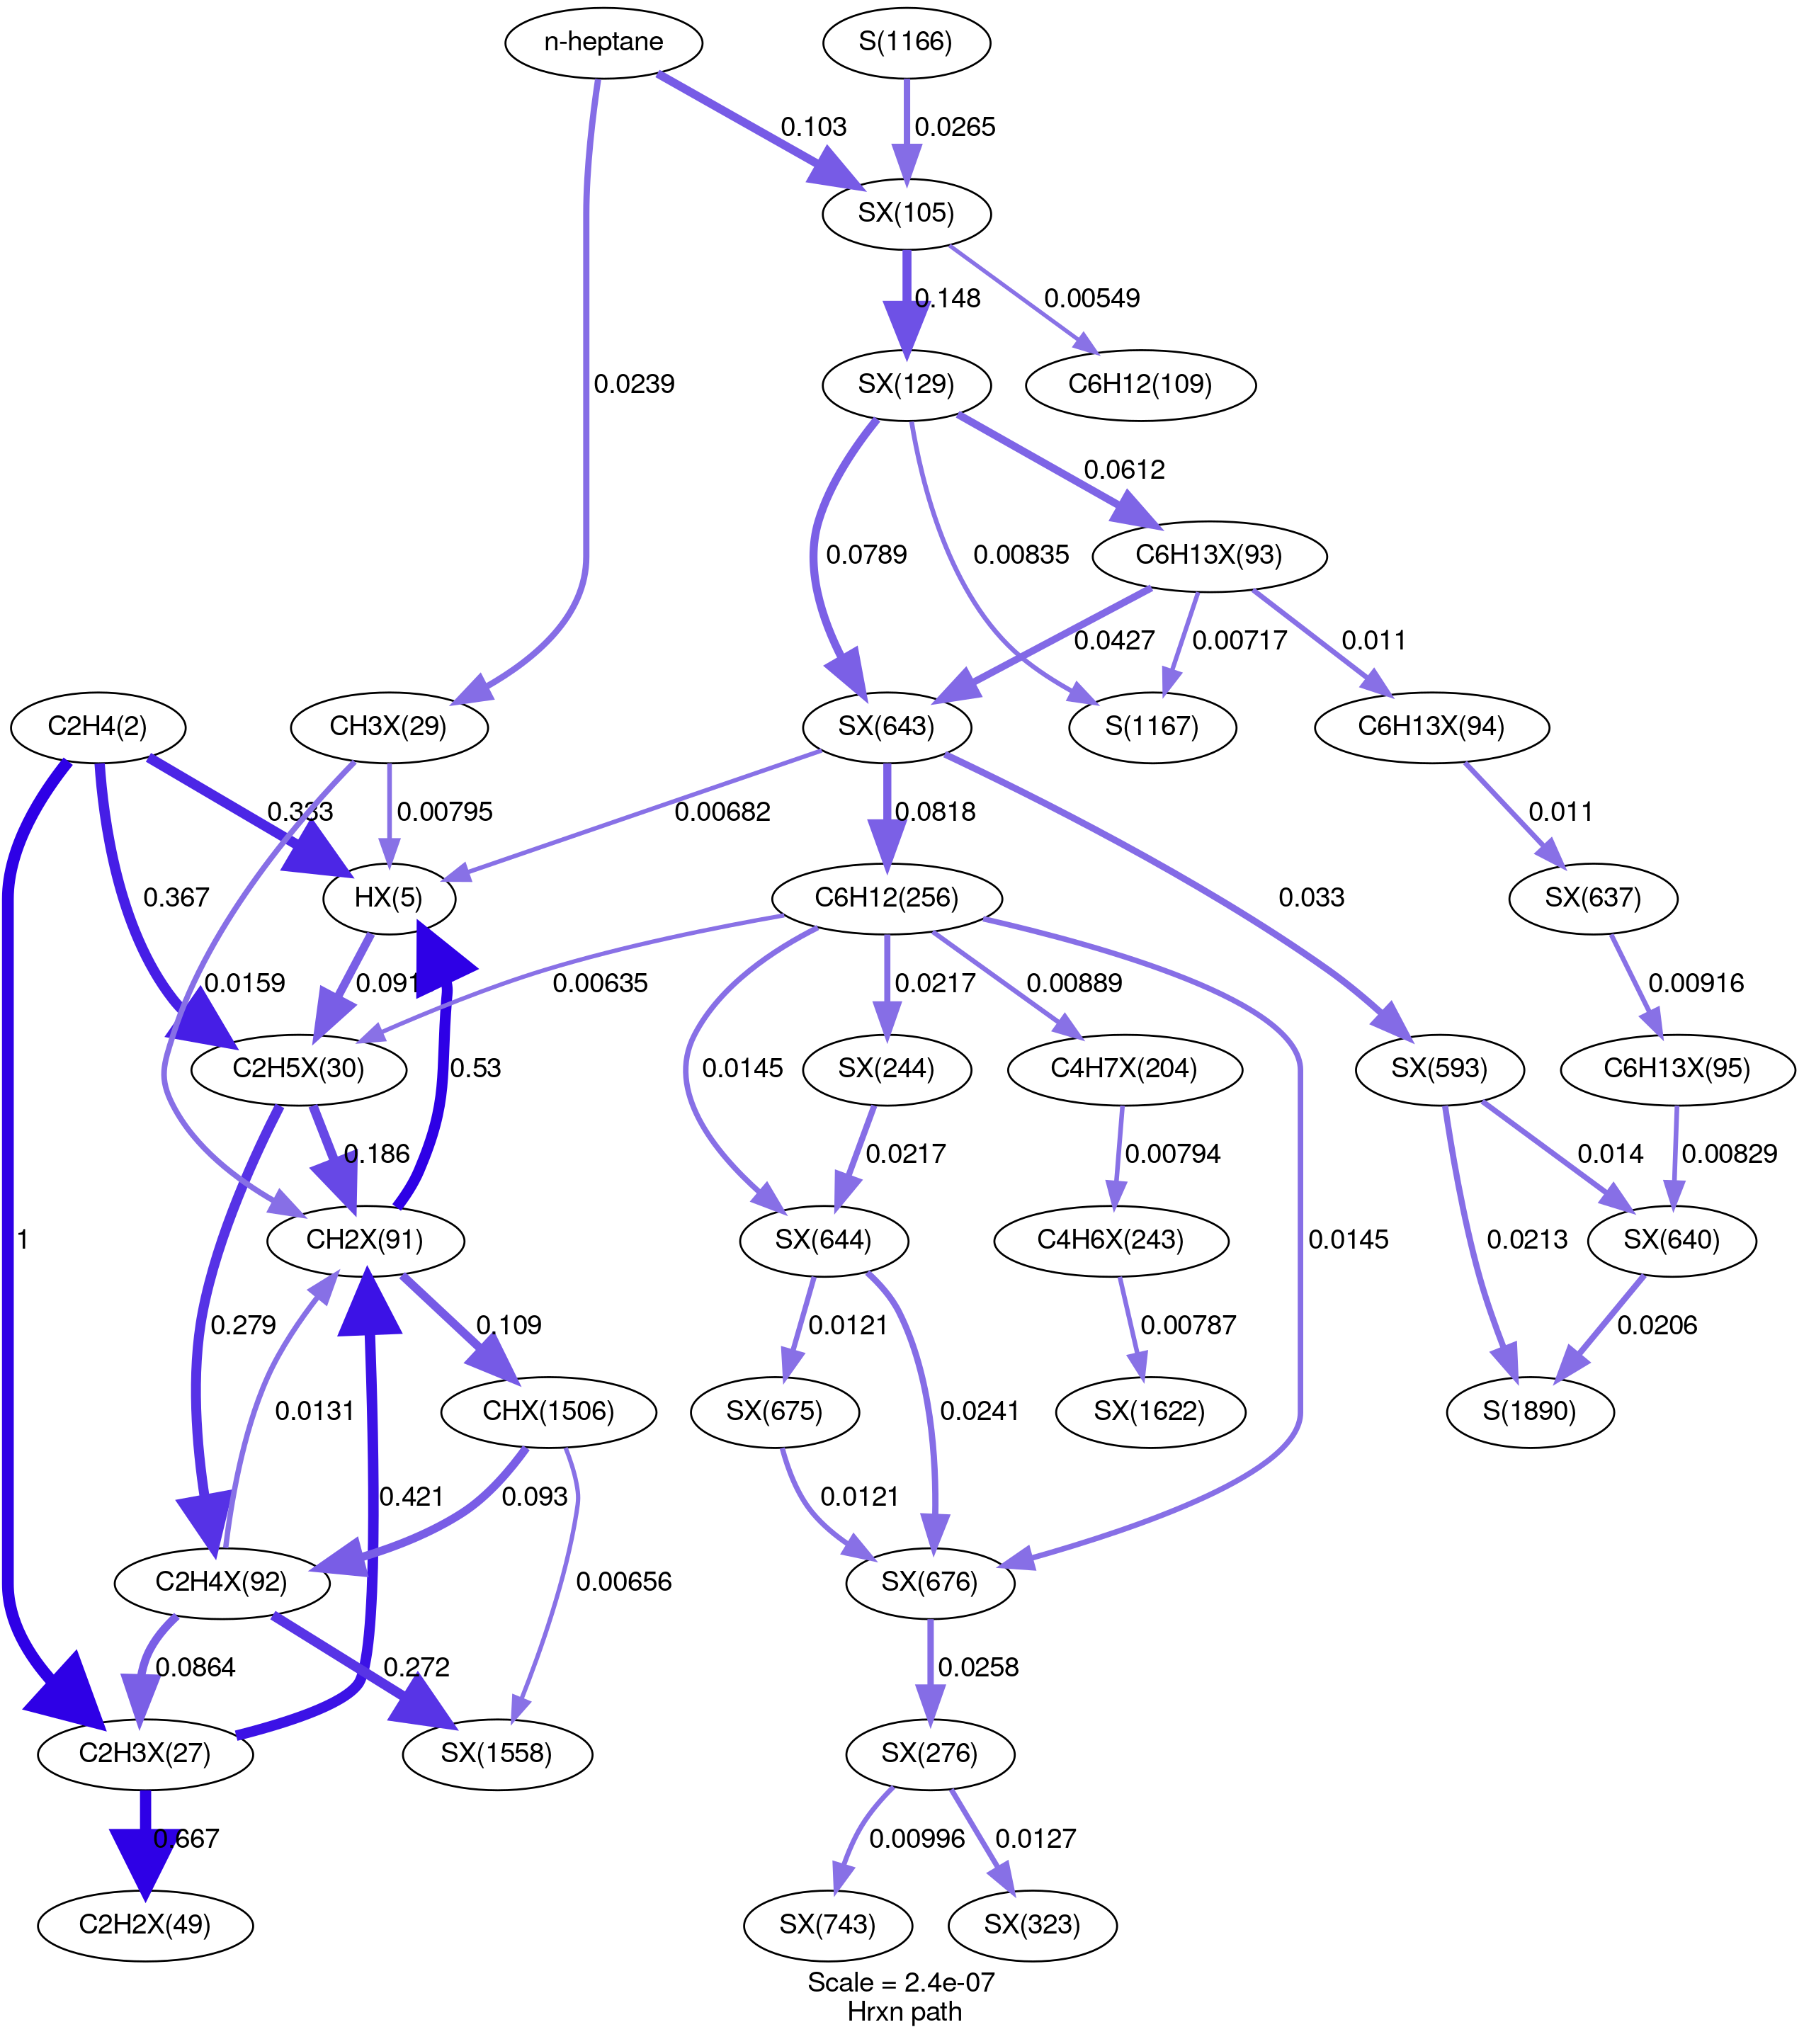 n-heptane
S(1166)
0.103
0.0265
SX(105)
0.148
0.00549
0.0239
SX(129)
C6H12(109)
0.0612
0.0789
0.00835
C6H13X(93)
0.0427
0.00717
0.011
C2H4(2)
CH3X(29)
SX(643)
S(1167)
C6H13X(94)
0.333
0.00795
0.00682
0.0818
0.011
0.367
HX(5)
C6H12(256)
0.033
SX(637)
0.0159
0.091
0.00635
0.0217
0.00889
0.00916
C2H5X(30)
0.53
0.0145
SX(244)
C4H7X(204)
SX(593)
C6H13X(95)
0.186
0.0217
0.00794
0.014
0.00829
1
CH2X(91)
SX(644)
C4H6X(243)
0.0145
0.0213
SX(640)
0.279
0.109
0.0121
0.00787
0.0206
0.0131
CHX(1506)
SX(675)
0.0241
SX(1622)
S(1890)
0.421
0.093
0.0121
C2H4X(92)
0.00656
SX(676)
0.0864
0.272
0.0258
C2H3X(27)
SX(1558)
SX(276)
0.667
0.00996
0.0127
C2H2X(49)
SX(743)
SX(323)
Scale = 2.4e-07
Hrxn path